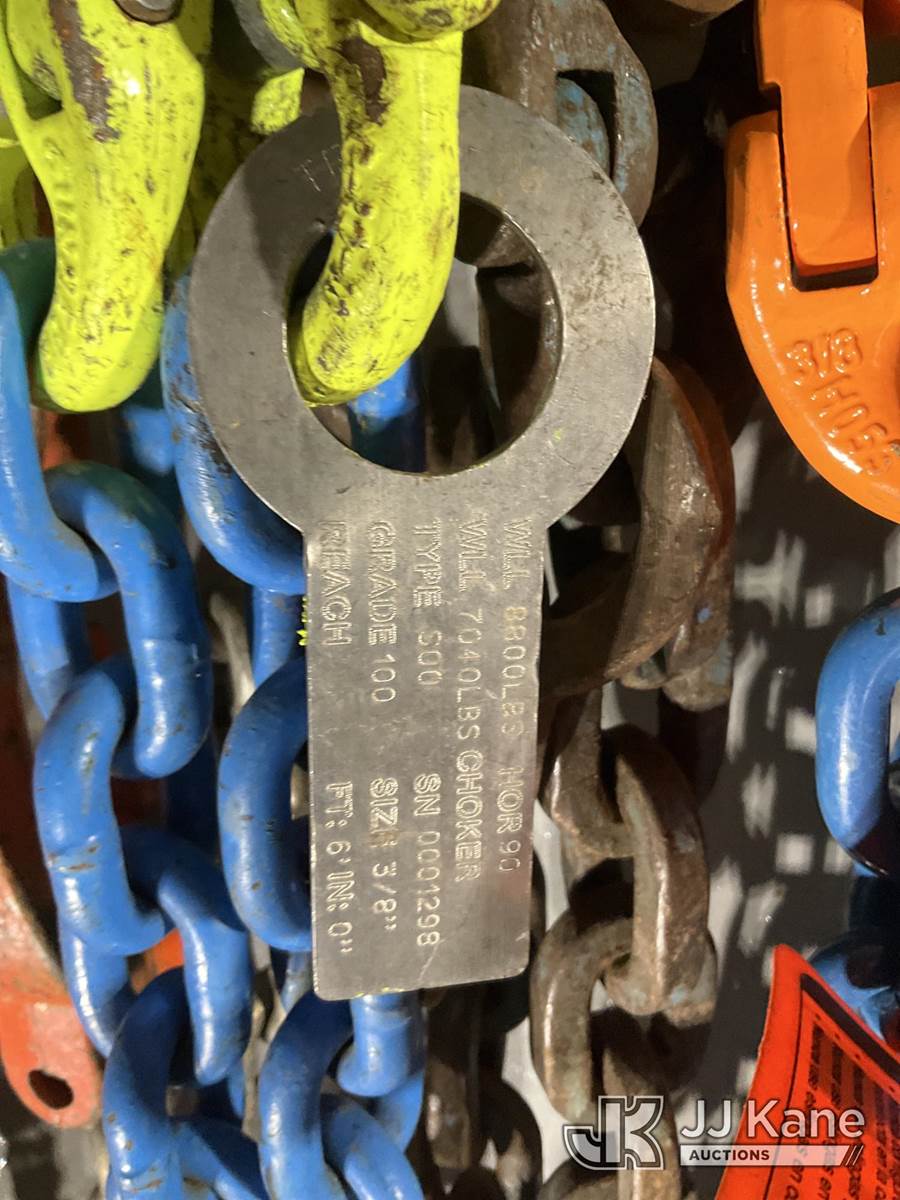 WLL 8800LBS HOR 90
WLL 7040LBS CHOKER
TYPE SOO SN 0001298
GRADE 100 SIZE 3/8"
REACH FT; 6' IN: 0"
3/8
JJ Kane
AUCTIONS